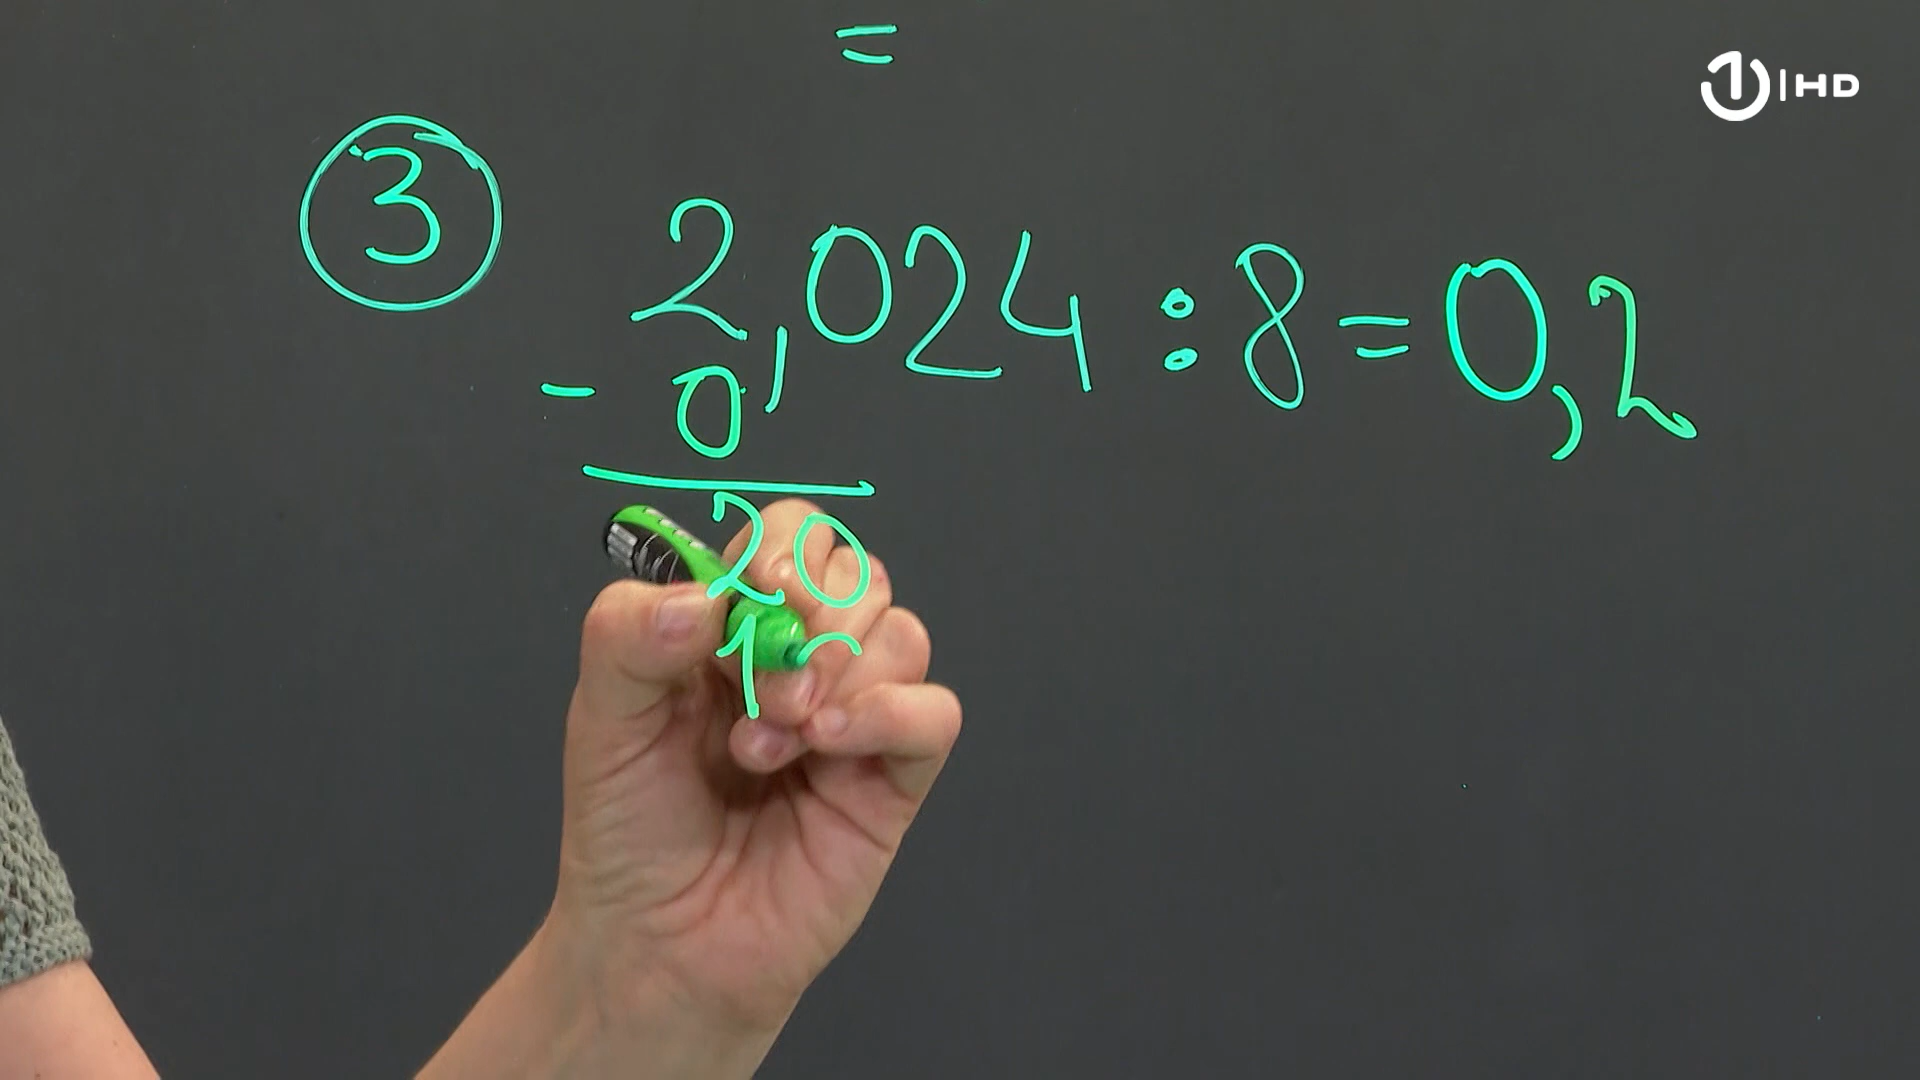 =
1 | HD
3
2,024 : 8 = 0,2
- 0
20
1